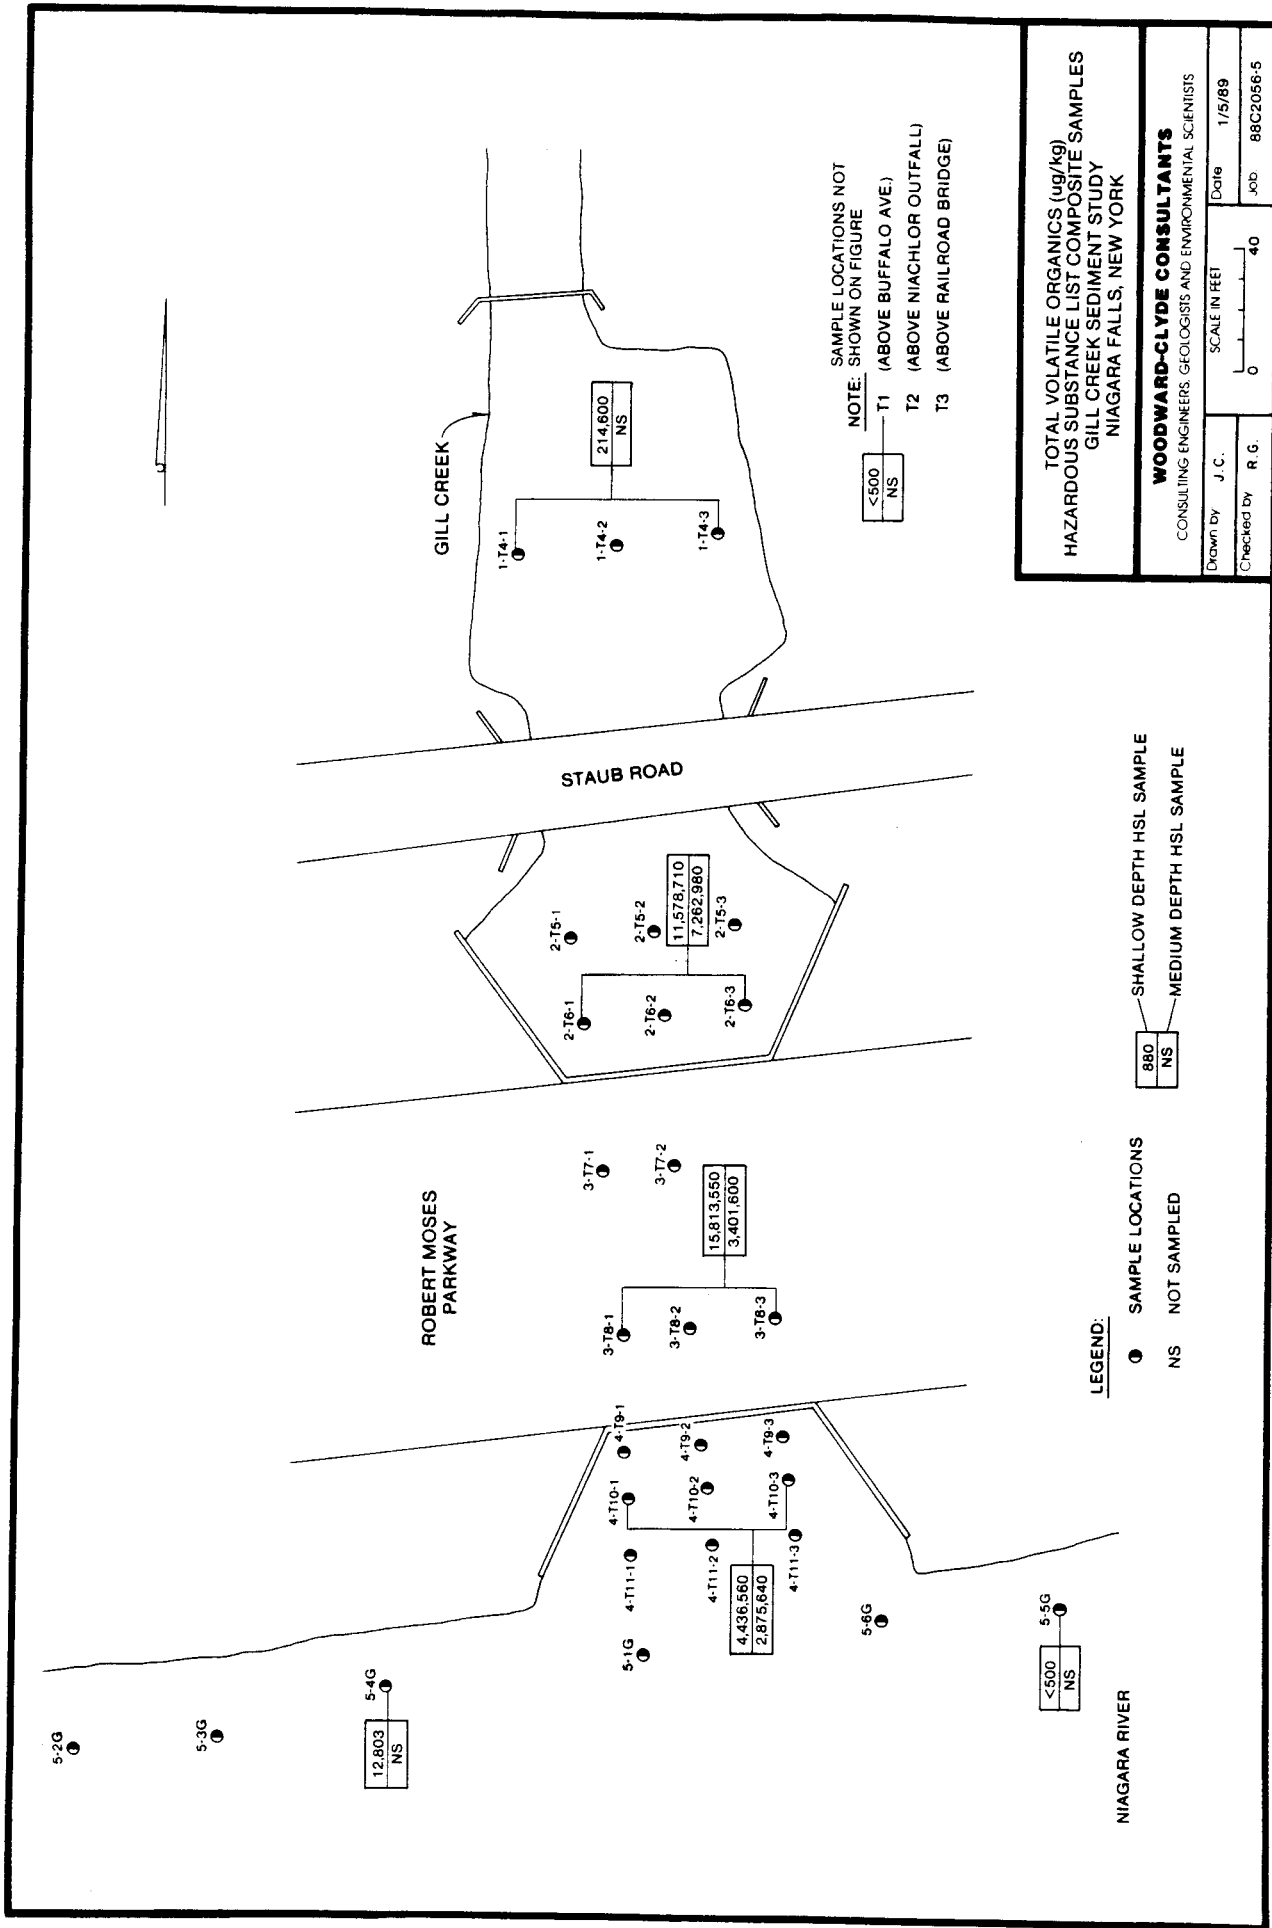 GILL CREEK
1-T4-1
1-T4-2
1-T4-3
214,600
NS
SAMPLE LOCATIONS NOT
NOTE: SHOWN ON FIGURE
<500
NS
T1 (ABOVE BUFFALO AVE.)
T2 (ABOVE NIACHLOR OUTFALL)
T3 (ABOVE RAILROAD BRIDGE)
STAUB ROAD
2-T5-1
2-T5-2
2-T5-3
2-T6-1
2-T6-2
2-T6-3
11,578,710
7,262,980
ROBERT MOSES
PARKWAY
3-T7-1
3-T7-2
3-T8-1
3-T8-2
3-T8-3
15,813,550
3,401,600
4-T9-1
4-T9-2
4-T9-3
4-T10-1
4-T10-2
4-T10-3
4-T11-1
4-T11-2
4-T11-3
4,436,560
2,875,640
5-1G
5-2G
5-3G
5-4G
12,803
NS
5-6G
5-5G
<500
NS
NIAGARA RIVER
LEGEND:
SAMPLE LOCATIONS
NS NOT SAMPLED
880
NS
SHALLOW DEPTH HSL SAMPLE
MEDIUM DEPTH HSL SAMPLE
TOTAL VOLATILE ORGANICS (ug/kg)
HAZARDOUS SUBSTANCE LIST COMPOSITE SAMPLES
GILL CREEK SEDIMENT STUDY
NIAGARA FALLS, NEW YORK
WOODWARD-CLYDE CONSULTANTS
CONSULTING ENGINEERS, GEOLOGISTS AND ENVIRONMENTAL SCIENTISTS
Drawn by J.C.
Checked by R.G.
SCALE IN FEET
0 40
Date 1/5/89
Job 88C2056-5